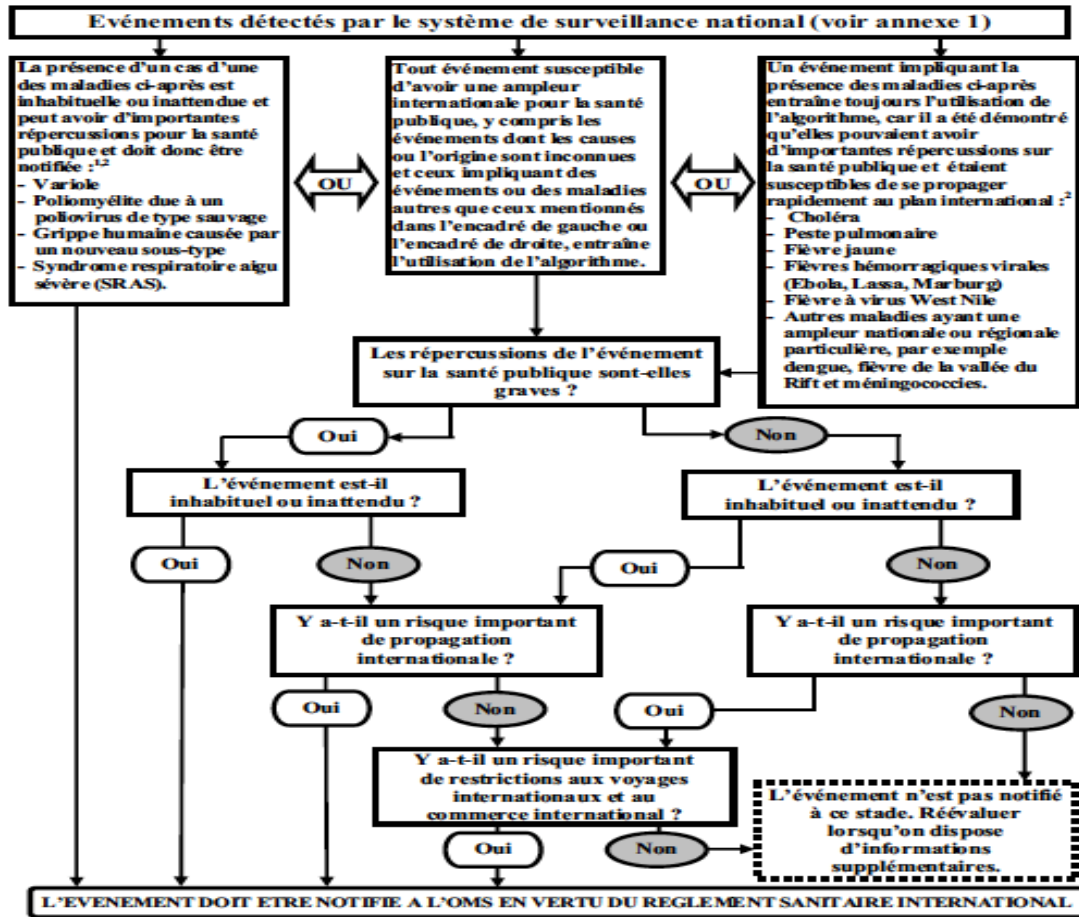 Evénements détectés par le système de surveillance national (voir annexe 1)
La présence d'un cas d'une
des maladies ci-après est
inhabituelle ou inattendue et
peut avoir d'importantes
répercussions pour la santé
publique et doit donc être
notifiée :1,2
- Variole
- Poliomyélite due à un
poliovirus de type sauvage
- Grippe humaine causée par
un nouveau sous-type
- Syndrome respiratoire aigu
sévère (SRAS).
OU
Tout événement susceptible
d'avoir une ampleur
internationale pour la santé
publique, y compris les
événements dont les causes
ou l'origine sont inconnues
et ceux impliquant des
événements ou des maladies
autres que ceux mentionnés
dans l'encadré de gauche ou
l'encadré de droite, entraîne
l'utilisation de l'algorithme.
OU
Un événement impliquant la
présence des maladies ci-après
entraîne toujours l'utilisation de
l'algorithme, car il a été démontré
qu'elles pouvaient avoir
d'importantes répercussions sur
la santé publique et étaient
susceptibles de se propager
rapidement au plan international :2
- Choléra
- Peste pulmonaire
- Fièvre jaune
- Fièvres hémorragiques virales
(Ebola, Lassa, Marburg)
- Fièvre à virus West Nile
- Autres maladies ayant une
ampleur nationale ou régionale
particulière, par exemple
dengue, fièvre de la vallée du
Rift et méningococcies.
Les répercussions de l'événement
sur la santé publique sont-elles
graves ?
Oui
Non
L'événement est-il
inhabituel ou inattendu ?
L'événement est-il
inhabituel ou inattendu ?
Oui
Non
Oui
Non
Y a-t-il un risque important
de propagation
internationale ?
Y a-t-il un risque important
de propagation
internationale ?
Oui
Non
Oui
Non
Y a-t-il un risque important
de restrictions aux voyages
internationaux et au
commerce international ?
L'événement n'est pas notifié
à ce stade. Réévaluer
lorsqu'on dispose
d'informations
supplémentaires.
Oui
Non
L'EVENEMENT DOIT ETRE NOTIFIE A L'OMS EN VERTU DU REGLEMENT SANITAIRE INTERNATIONAL